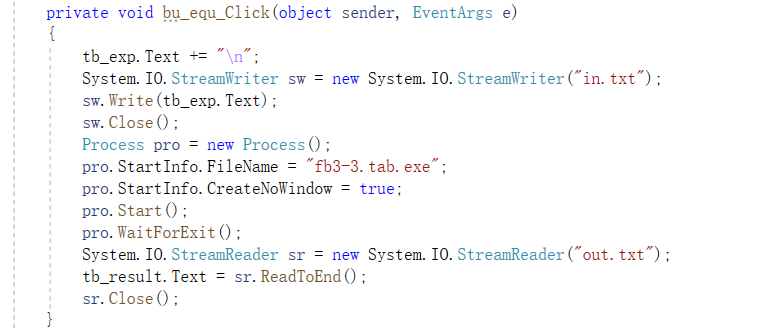 private void bu_equ_Click(object sender, EventArgs e)
{
tb_exp.Text += "\n";
System.IO.StreamWriter sw = new System.IO.StreamWriter("in.txt");
sw.Write(tb_exp.Text);
sw.Close();
Process pro = new Process();
pro.StartInfo.FileName = "fb3-3.tab.exe";
pro.StartInfo.CreateNoWindow = true;
pro.Start();
pro.WaitForExit();
System.IO.StreamReader sr = new System.IO.StreamReader("out.txt");
tb_result.Text = sr.ReadToEnd();
sr.Close();
}